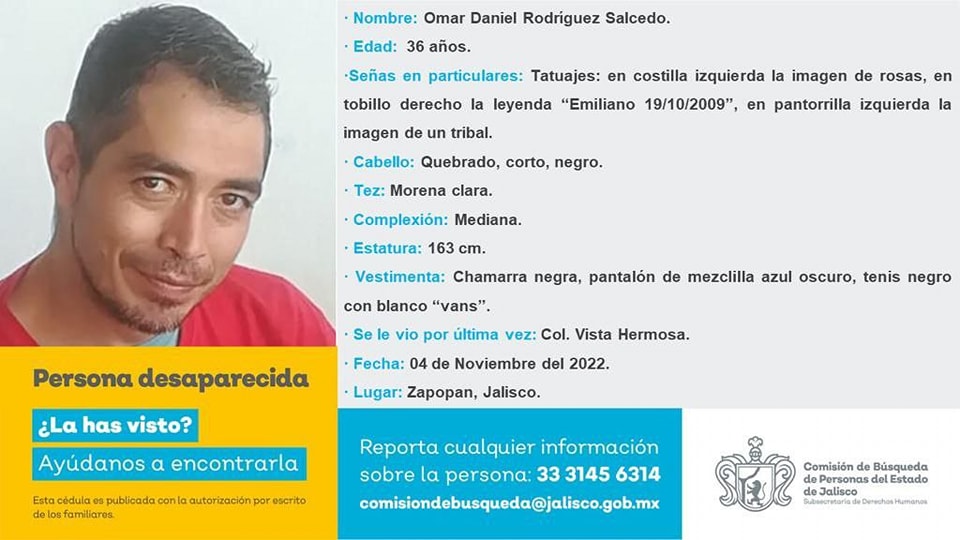 · Nombre: Omar Daniel Rodríguez Salcedo.
· Edad: 36 años.
·Señas en particulares: Tatuajes: en costilla izquierda la imagen de rosas, en
tobillo derecho la leyenda “Emiliano 19/10/2009”, en pantorrilla izquierda la
imagen de un tribal.
· Cabello: Quebrado, corto, negro.
· Tez: Morena clara.
· Complexión: Mediana.
· Estatura: 163 cm.
· Vestimenta: Chamarra negra, pantalón de mezclilla azul oscuro, tenis negro
con blanco “vans”.
· Se le vio por última vez: Col. Vista Hermosa.
· Fecha: 04 de Noviembre del 2022.
· Lugar: Zapopan, Jalisco.
Persona desaparecida
¿La has visto?
Ayúdanos a encontrarla
Esta cédula es publicada con la autorización por escrito
de los familiares.
Reporta cualquier información
sobre la persona: 33 3145 6314
comisiondebusqueda@jalisco.gob.mx
Comisión de Búsqueda
de Personas del Estado
de Jalisco
Subsecretaría de Derechos Humanos